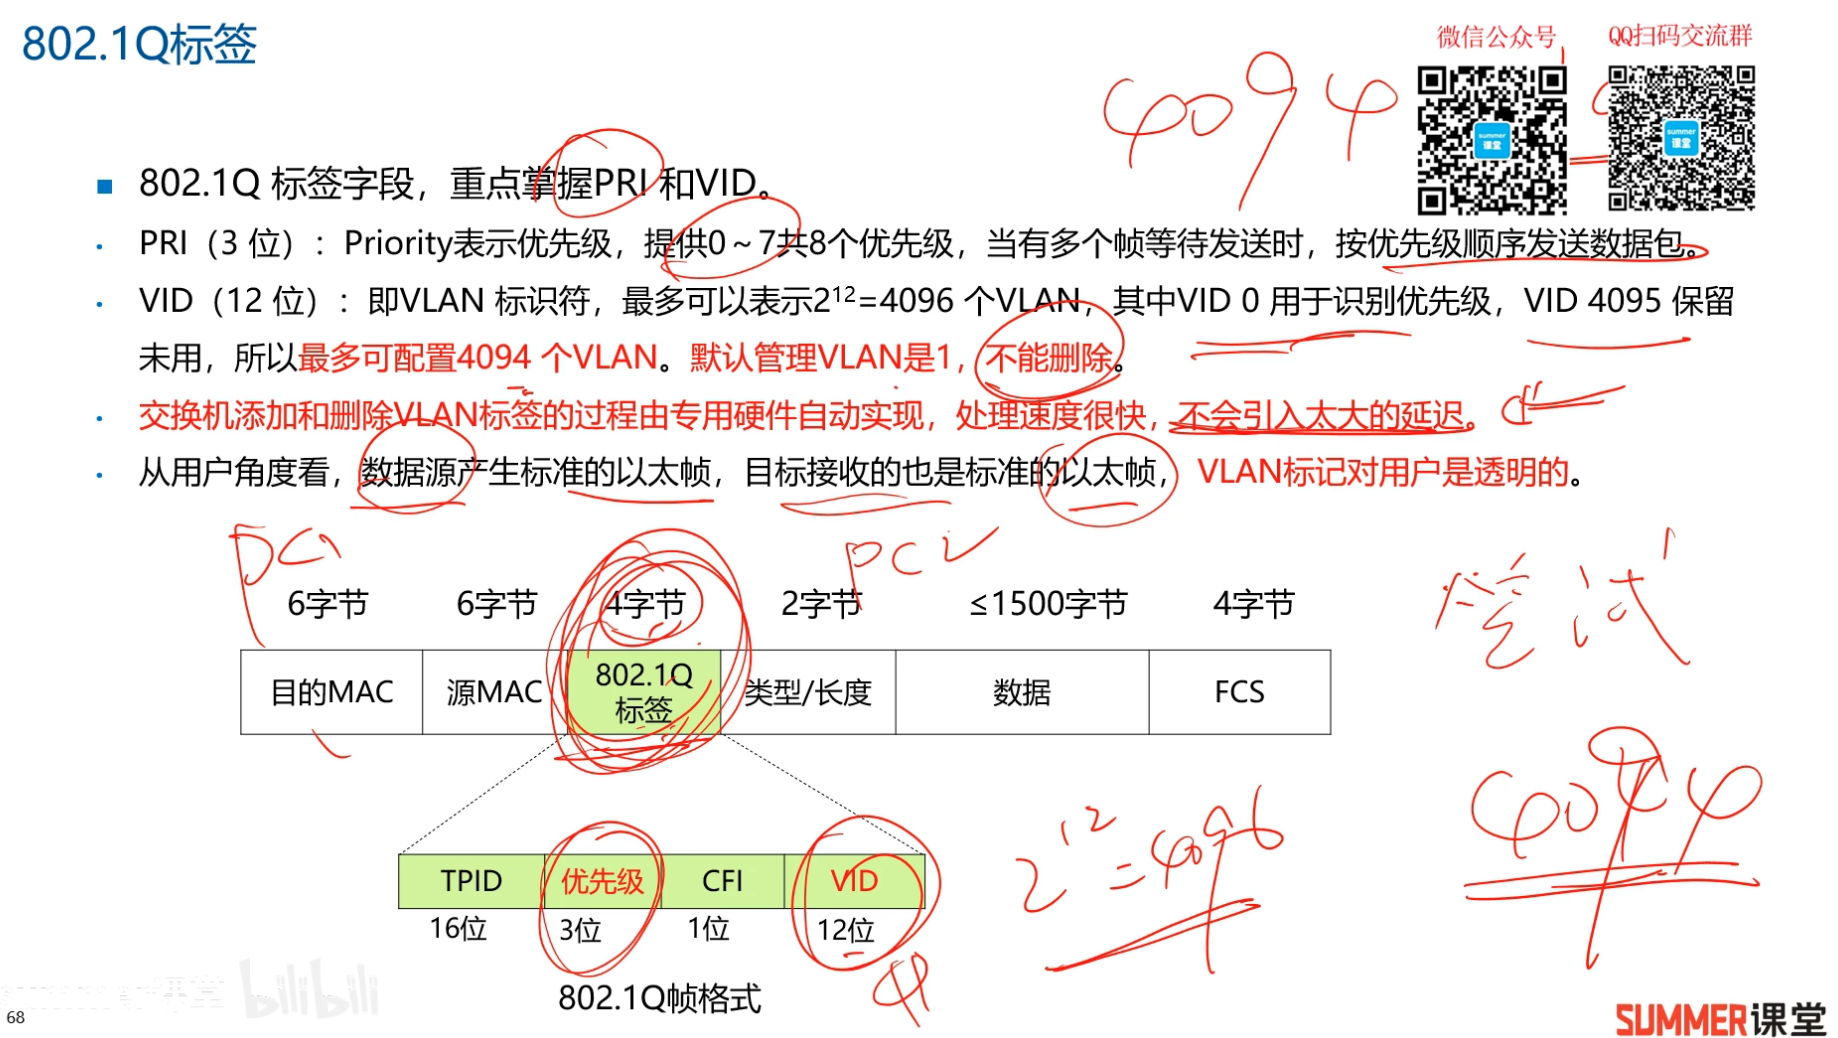 802.1Q标签
微信公众号
QQ扫码交流群
4094
summer
课堂
summer
课堂
802.1Q 标签字段，重点掌握PRI 和VID。
PRI（3 位）：Priority表示优先级，提供0～7共8个优先级，当有多个帧等待发送时，按优先级顺序发送数据包。
VID（12 位）：即VLAN 标识符，最多可以表示2¹²=4096 个VLAN，其中VID 0 用于识别优先级，VID 4095 保留
未用，所以最多可配置4094 个VLAN。默认管理VLAN是1，不能删除。
交换机添加和删除VLAN标签的过程由专用硬件自动实现，处理速度很快，不会引入太大的延迟。
从用户角度看，数据源产生标准的以太帧，目标接收的也是标准的以太帧，VLAN标记对用户是透明的。
PC1
PC2
6字节 6字节 4字节 2字节 ≤1500字节 4字节
笔试
目的MAC 源MAC 802.1Q 类型/长度 数据 FCS
标签
2¹²=4096
4094
TPID 优先级 CFI VID
16位 3位 1位 12位
802.1Q帧格式
bilibili
68
SUMMER课堂